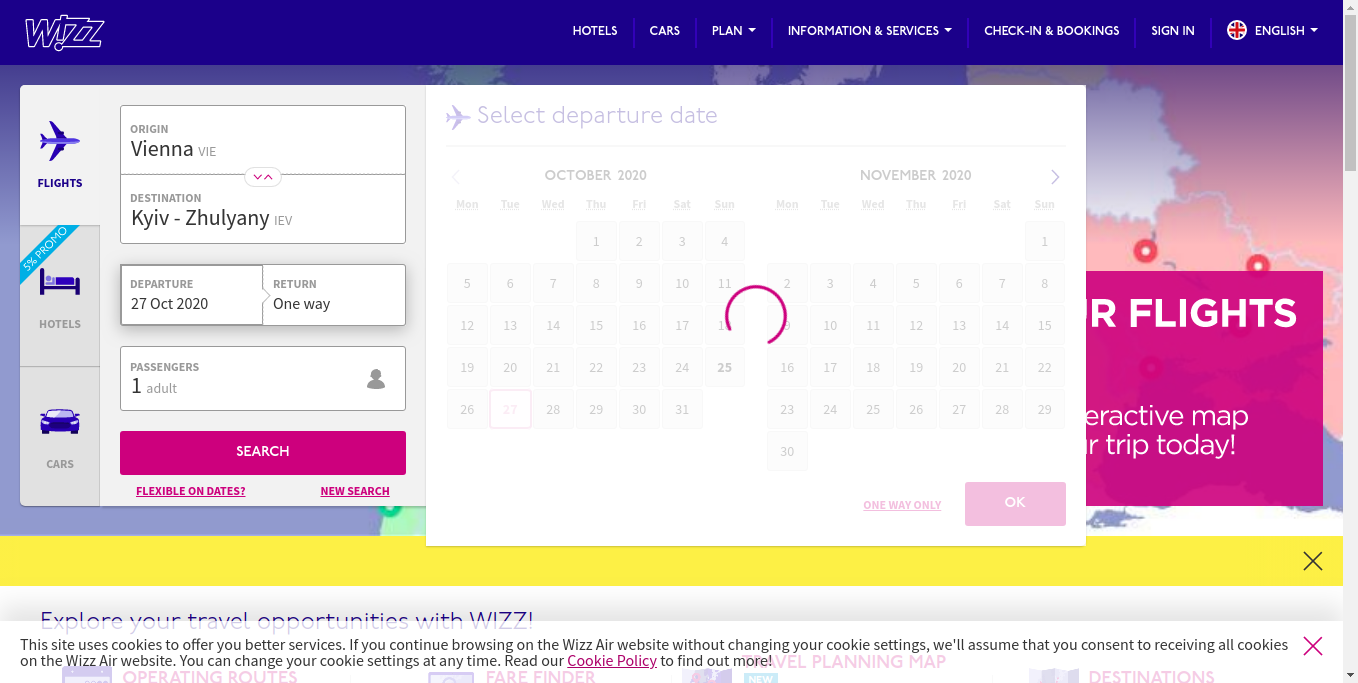 WIZZ
HOTELS
CARS
PLAN
INFORMATION & SERVICES
CHECK-IN & BOOKINGS
SIGN IN
ENGLISH
FLIGHTS
5% PROMO
HOTELS
CARS
ORIGIN
Vienna VIE
DESTINATION
Kyiv - Zhulyany IEV
DEPARTURE
27 Oct 2020
RETURN
One way
PASSENGERS
1 adult
SEARCH
FLEXIBLE ON DATES?
NEW SEARCH
Select departure date
OCTOBER 2020
Mon Tue Wed Thu Fri Sat Sun
1 2 3 4
5 6 7 8 9 10 11
12 13 14 15 16 17
19 20 21 22 23 24 25
26 27 28 29 30 31
NOVEMBER 2020
Mon Tue Wed Thu Fri Sat Sun
1
2 3 4 5 6 7 8
9 10 11 12 13 14 15
16 17 18 19 20 21 22
23 24 25 26 27 28 29
30
ONE WAY ONLY
OK
R FLIGHTS
eractive map
r trip today!
Explore your travel opportunities with WIZZ!
This site uses cookies to offer you better services. If you continue browsing on the Wizz Air website without changing your cookie settings, we'll assume that you consent to receiving all cookies
on the Wizz Air website. You can change your cookie settings at any time. Read our Cookie Policy to find out more!
OPERATING ROUTES
FARE FINDER
TRAVEL PLANNING MAP
NEW
DESTINATIONS